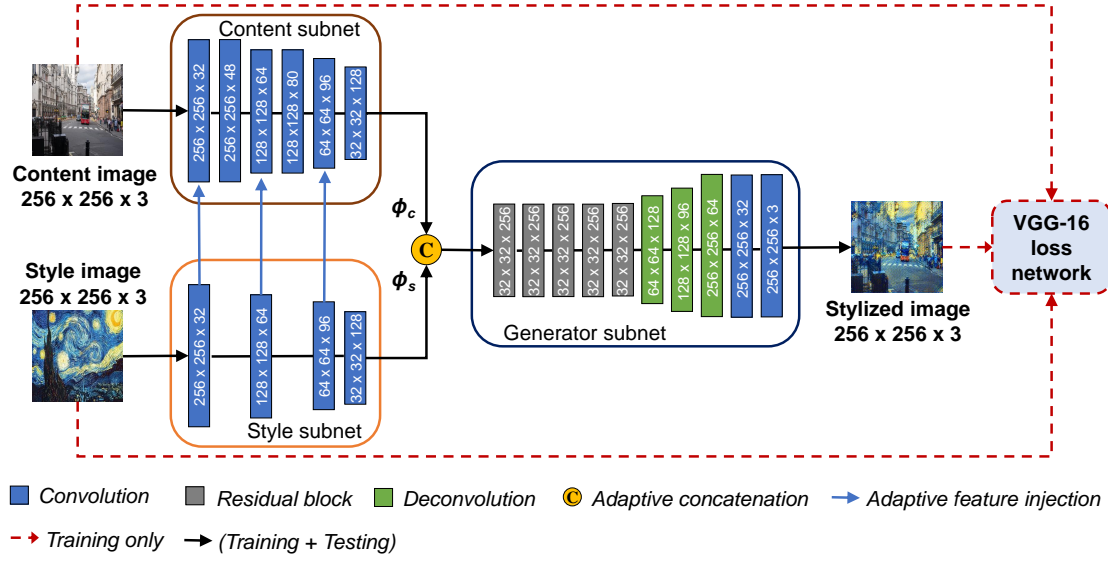 Content subnet
256 x 256 x 32
256 x 256 x 48
128 x 128 x 64
128 x 128 x 80
64 x 64 x 96
32 x 32 x 128
Content image
256 x 256 x 3
ϕc
C
ϕs
Style image
256 x 256 x 3
256 x 256 x 32
128 x 128 x 64
64 x 64 x 96
32 x 32 x 128
Style subnet
32 x 32 x 256
32 x 32 x 256
32 x 32 x 256
32 x 32 x 256
32 x 32 x 256
64 x 64 x 128
128 x 128 x 96
256 x 256 x 64
256 x 256 x 32
256 x 256 x 3
Generator subnet
Stylized image
256 x 256 x 3
VGG-16
loss
network
Convolution
Residual block
Deconvolution
C
Adaptive concatenation
Adaptive feature injection
Training only
(Training + Testing)